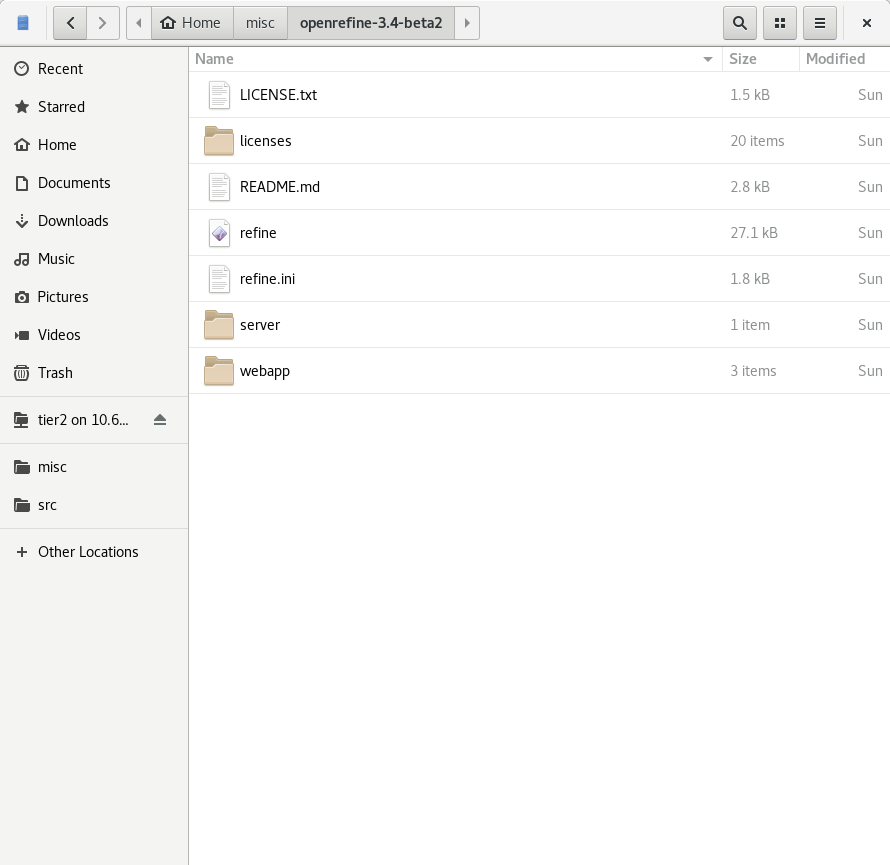 Home misc openrefine-3.4-beta2
Name Size Modified
Recent
Starred
Home
Documents
Downloads
Music
Pictures
Videos
Trash
tier2 on 10.6...
misc
src
Other Locations
LICENSE.txt 1.5 kB Sun
licenses 20 items Sun
README.md 2.8 kB Sun
refine 27.1 kB Sun
refine.ini 1.8 kB Sun
server 1 item Sun
webapp 3 items Sun